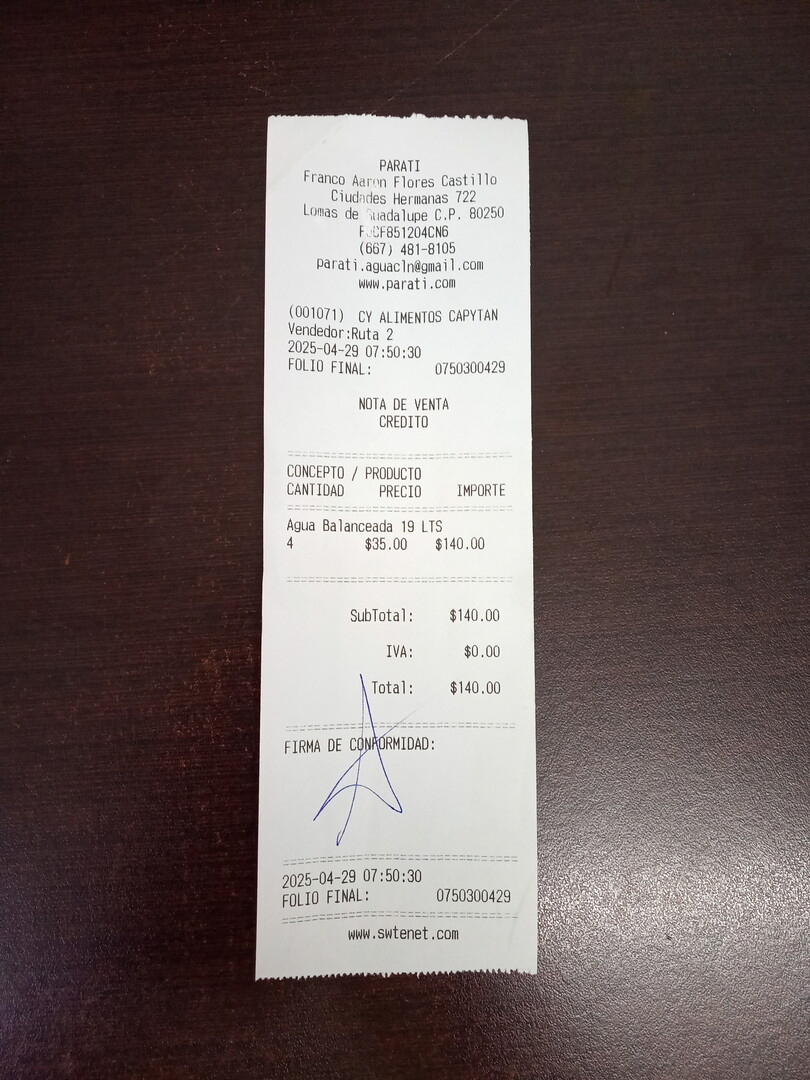 PARATI
Franco Aaron Flores Castillo
Ciudades Hermanas 722
Lomas de Guadalupe C.P. 80250
(667) 481-8105
parati.aguacln@gmail.com
www.parati.com
(001071) CY ALIMENTOS CAPYTAN
Vendedor:Ruta 2
2025-04-29 07:50:30
FOLIO FINAL: 0750300429
NOTA DE VENTA
CREDITO
CONCEPTO / PRODUCTO
CANTIDAD PRECIO IMPORTE
Agua Balanceada 19 LTS
4 $35.00 $140.00
SubTotal: $140.00
IVA: $0.00
Total: $140.00
FIRMA DE CONFORMIDAD:
2025-04-29 07:50:30
FOLIO FINAL: 0750300429
www.swtenet.com